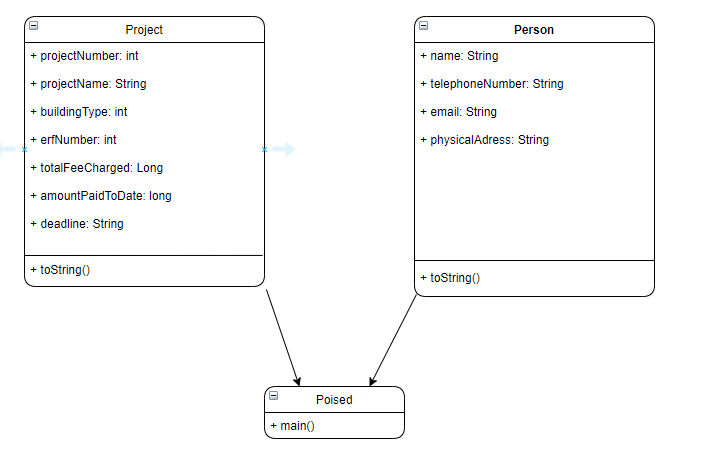 Project
+ projectNumber: int
+ projectName: String
+ buildingType: int
+ erfNumber: int
+ totalFeeCharged: Long
+ amountPaidToDate: long
+ deadline: String
+ toString()
Person
+ name: String
+ telephoneNumber: String
+ email: String
+ physicalAdress: String
+ toString()
Poised
+ main()